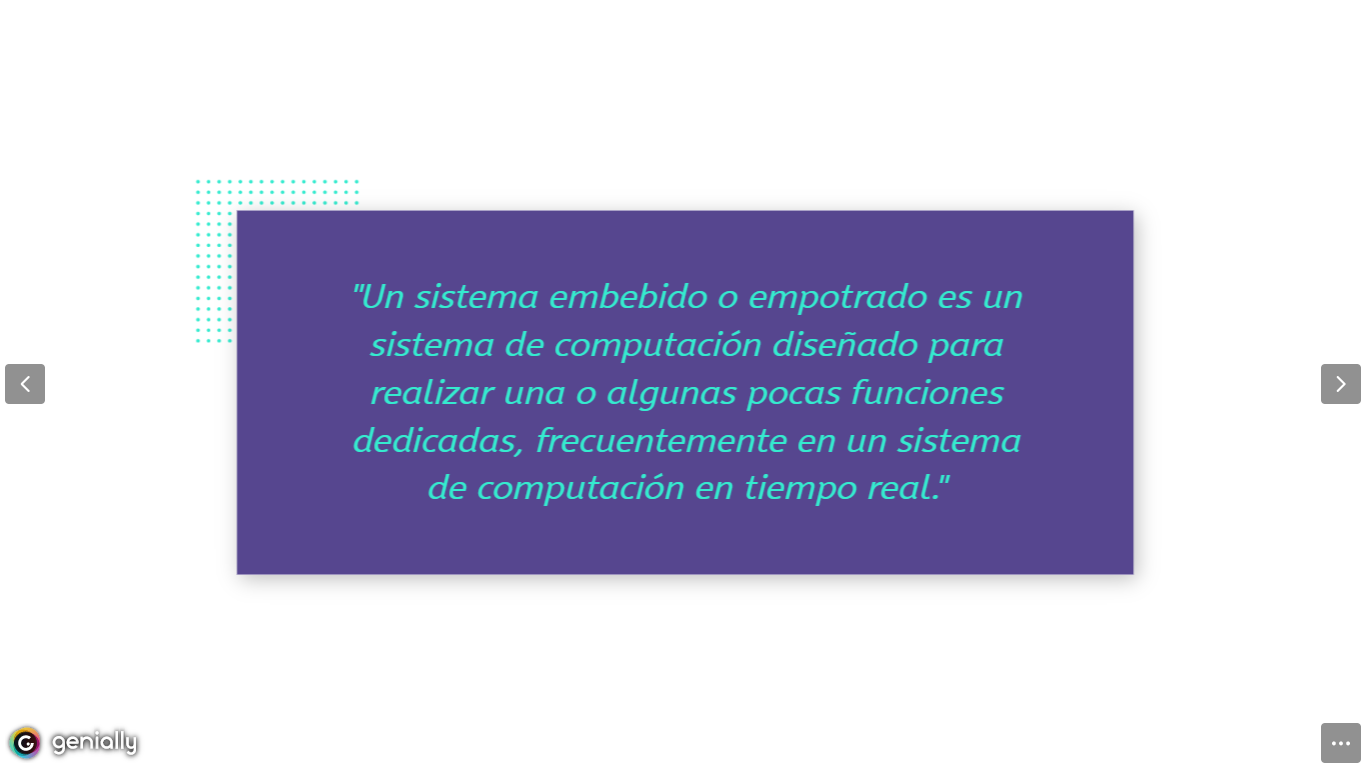 "Un sistema embebido o empotrado es un
sistema de computación diseñado para
realizar una o algunas pocas funciones
dedicadas, frecuentemente en un sistema
de computación en tiempo real."
genially